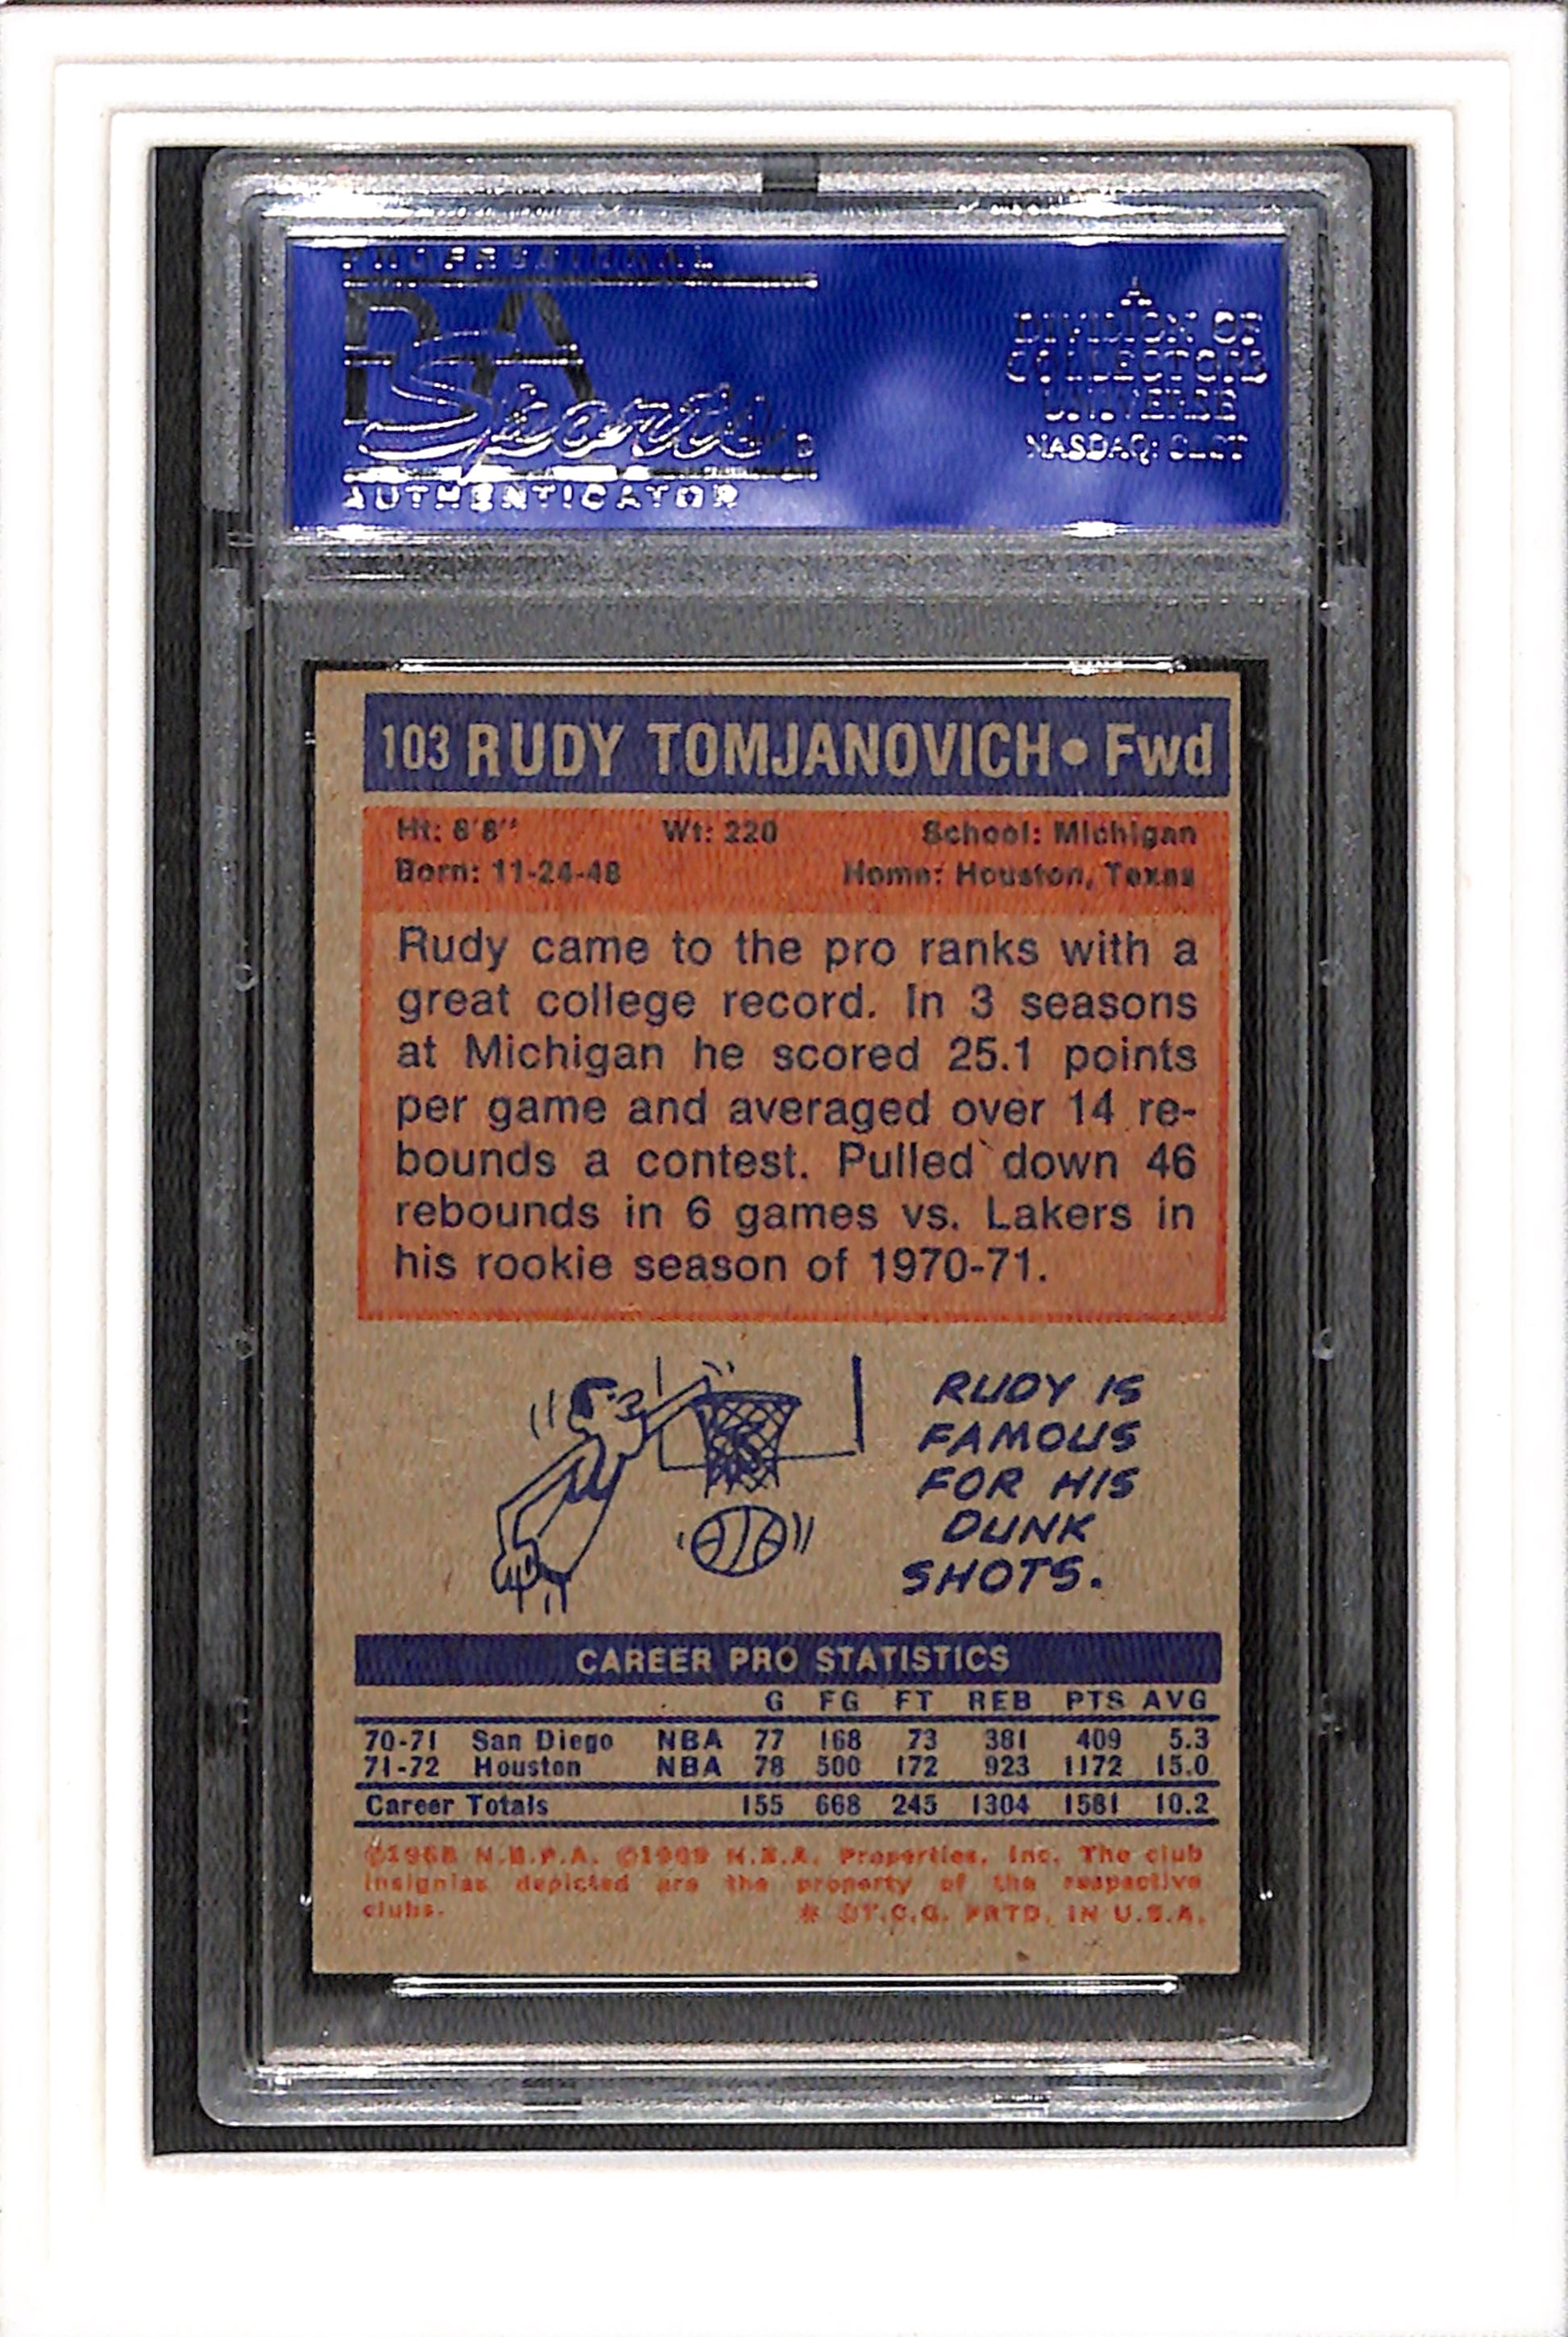 PROFESSIONAL
PSA
Sports
AUTHENTICATOR
A
DIVISION OF
COLLECTORS
UNIVERSE
NASDAQ: CLCT
103 RUDY TOMJANOVICH • Fwd
Ht: 6'8" Wt: 220 School: Michigan
Born: 11-24-48 Home: Houston, Texas
Rudy came to the pro ranks with a
great college record. In 3 seasons
at Michigan he scored 25.1 points
per game and averaged over 14 re-
bounds a contest. Pulled down 46
rebounds in 6 games vs. Lakers in
his rookie season of 1970-71.
RUDY IS
FAMOUS
FOR HIS
DUNK
SHOTS.
CAREER PRO STATISTICS
G FG FT REB PTS AVG
70-71 San Diego NBA 77 168 73 381 409 5.3
71-72 Houston NBA 78 500 172 923 1172 15.0
Career Totals 155 668 245 1304 1581 10.2
©1968 N.B.P.A. ©1969 N.B.A. Properties, Inc. The club
insignias depicted are the property of the respective
clubs. * ©T.C.G. PRTD. IN U.S.A.